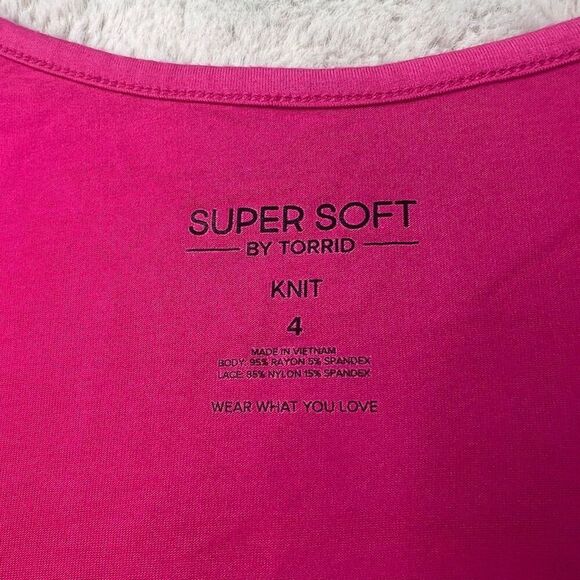 SUPER SOFT
BY TORRID
KNIT
4
MADE IN VIETNAM
BODY: 95% RAYON 5% SPANDEX
LACE: 85% NYLON 15% SPANDEX
WEAR WHAT YOU LOVE